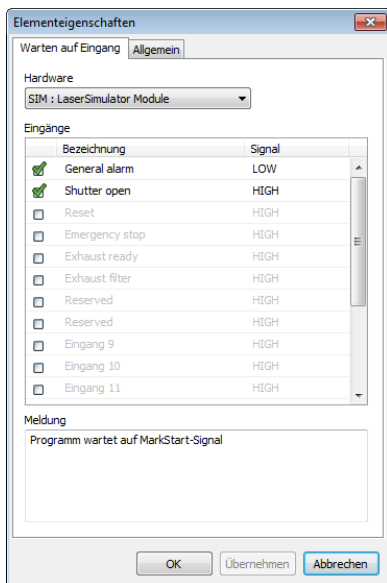 Elementeigenschaften
Warten auf Eingang Allgemein
Hardware
SIM : LaserSimulator Module
Eingänge
Bezeichnung Signal
General alarm LOW
Shutter open HIGH
Reset HIGH
Emergency stop HIGH
Exhaust ready HIGH
Exhaust filter HIGH
Reserved HIGH
Reserved HIGH
Eingang 9 HIGH
Eingang 10 HIGH
Eingang 11 HIGH
Meldung
Programm wartet auf MarkStart-Signal
OK Übernehmen Abbrechen